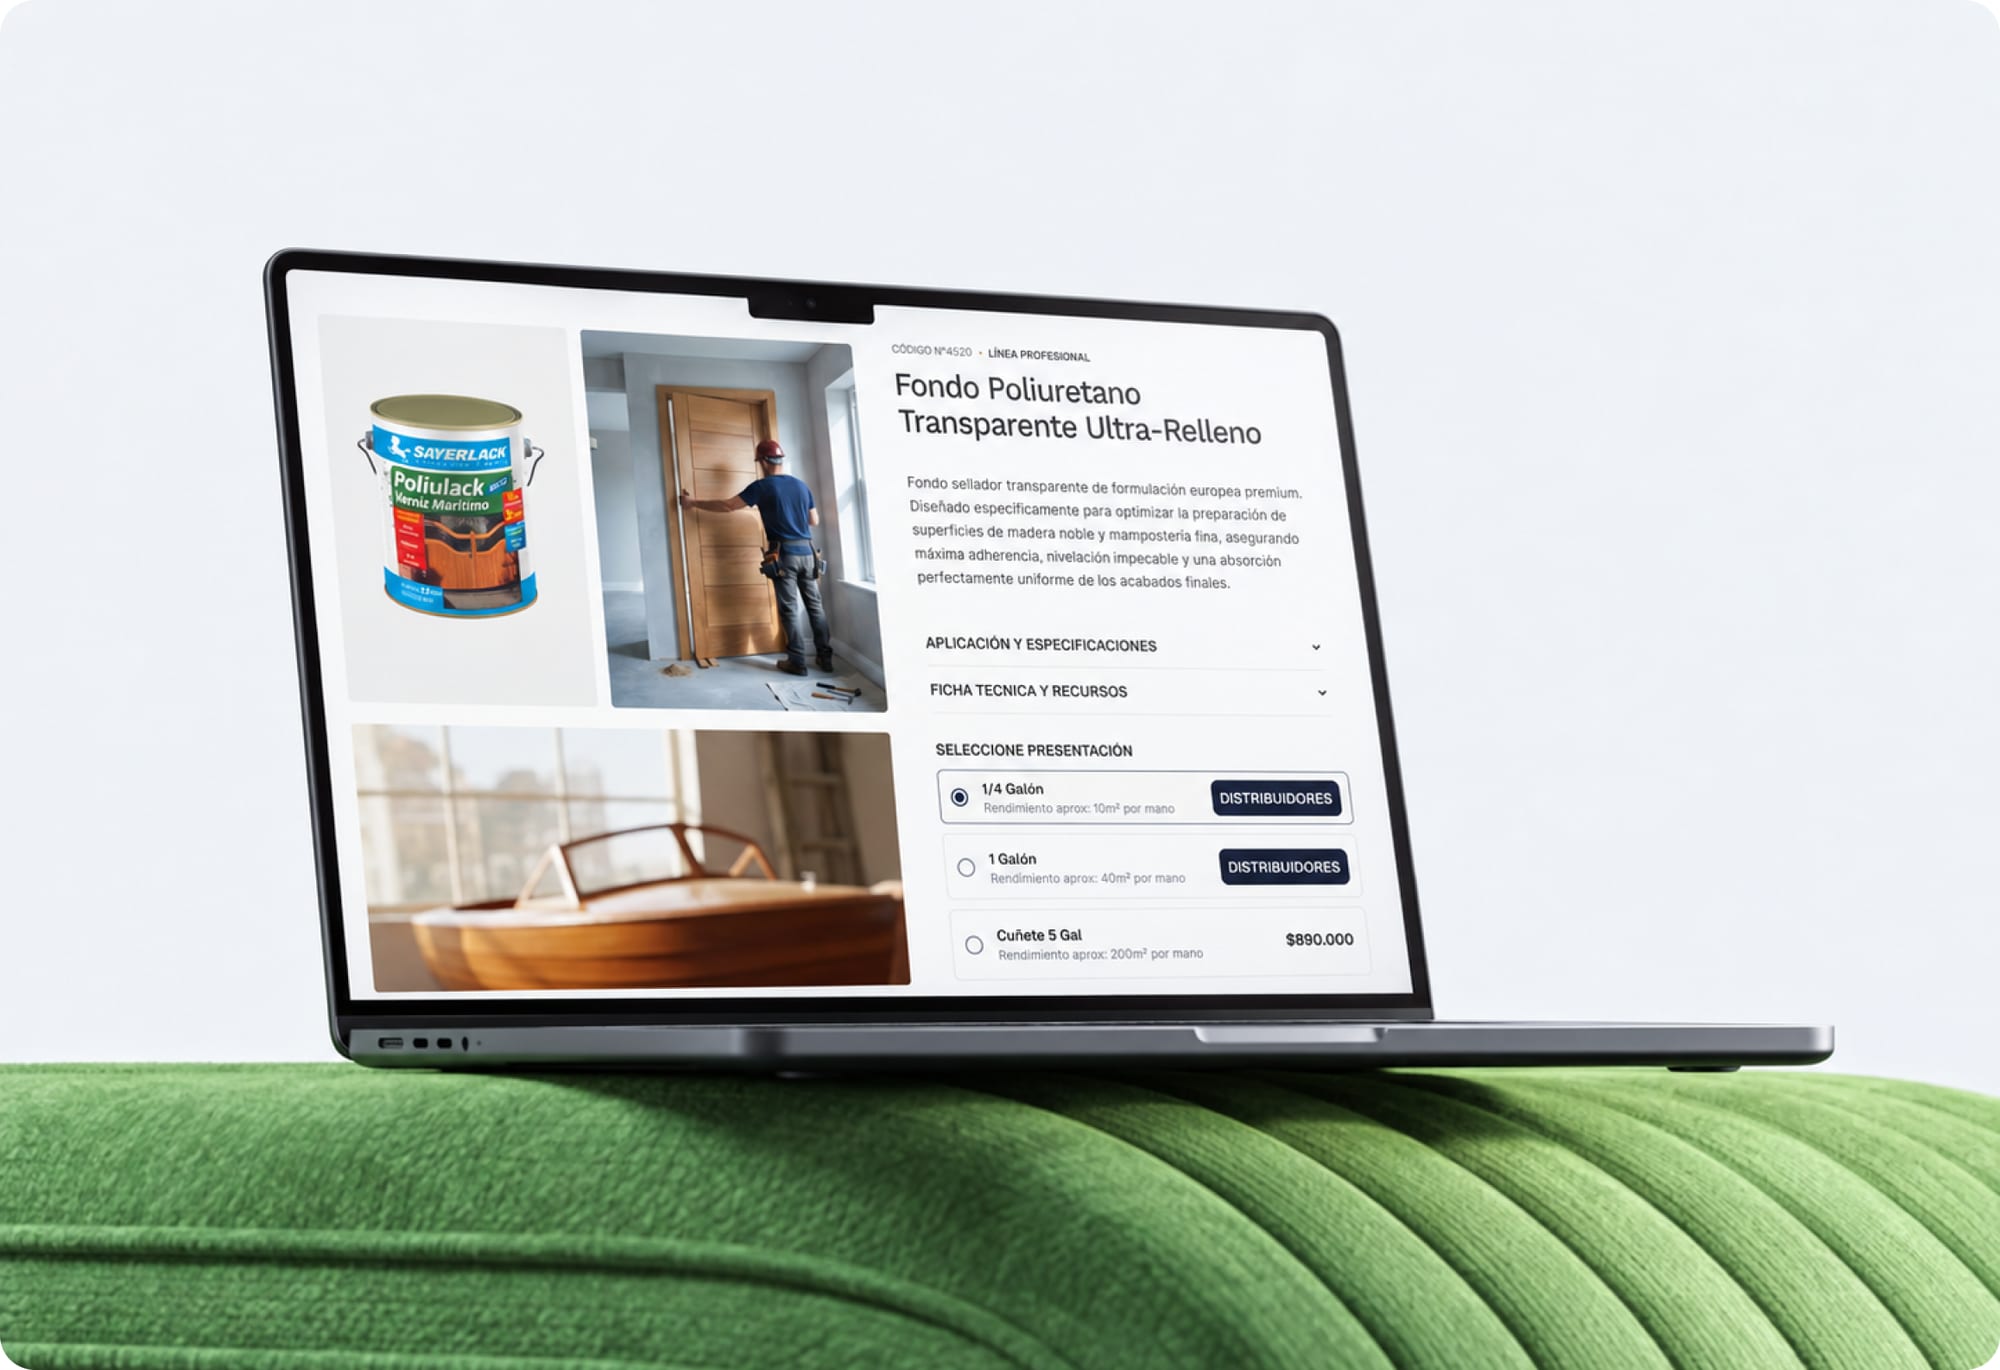 SAYERLACK
Poliulack
Verniz Marítimo
CÓDIGO N°4520 • LÍNEA PROFESIONAL
Fondo Poliuretano
Transparente Ultra-Relleno
Fondo sellador transparente de formulación europea premium.
Diseñado específicamente para optimizar la preparación de
superficies de madera noble y mampostería fina, asegurando
máxima adherencia, nivelación impecable y una absorción
perfectamente uniforme de los acabados finales.
APLICACIÓN Y ESPECIFICACIONES
FICHA TECNICA Y RECURSOS
SELECCIONE PRESENTACIÓN
1/4 Galón
Rendimiento aprox: 10m² por mano
DISTRIBUIDORES
1 Galón
Rendimiento aprox: 40m² por mano
DISTRIBUIDORES
Cuñete 5 Gal
Rendimiento aprox: 200m² por mano
$890.000